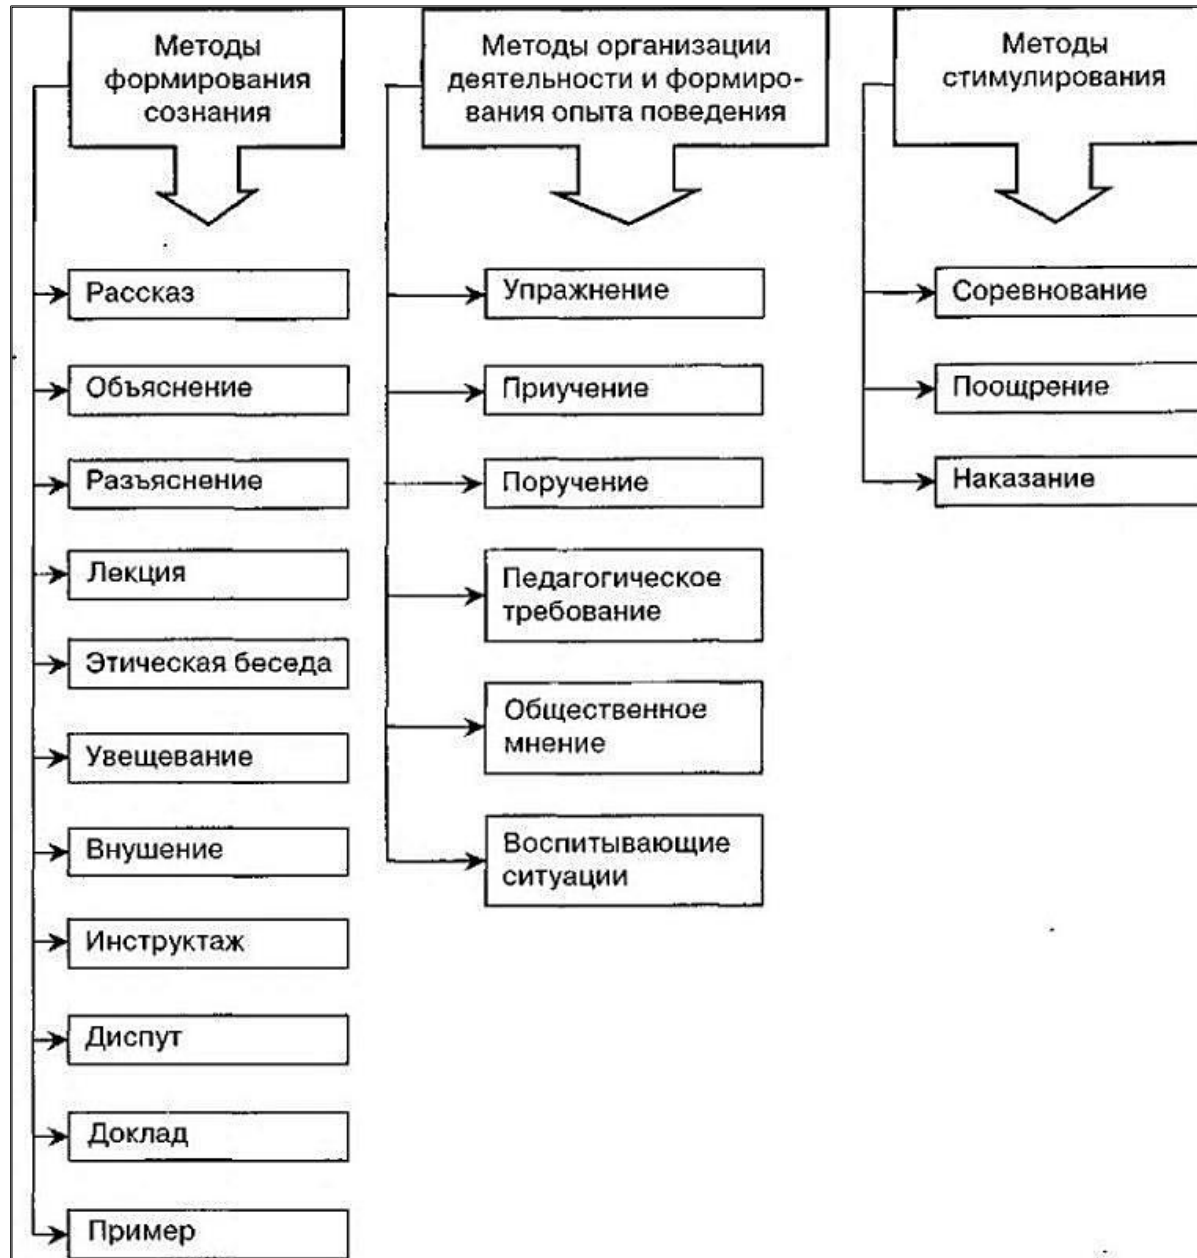 Методы
формирования
сознания
Рассказ
Объяснение
Разъяснение
Лекция
Этическая беседа
Увещевание
Внушение
Инструктаж
Диспут
Доклад
Пример
Методы организации
деятельности и формиро-
вания опыта поведения
Упражнение
Приучение
Поручение
Педагогическое
требование
Общественное
мнение
Воспитывающие
ситуации
Методы
стимулирования
Соревнование
Поощрение
Наказание